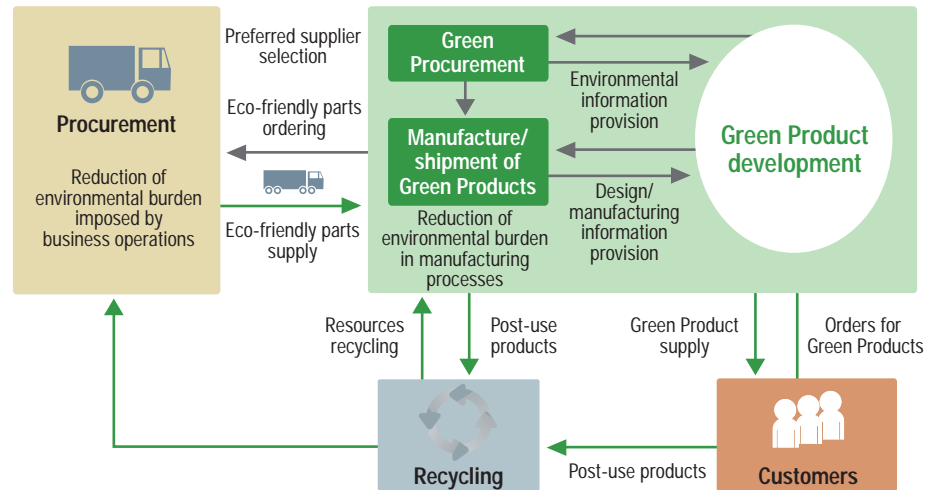 Procurement
Reduction of
environmental burden
imposed by
business operations
Preferred supplier
selection
Eco-friendly parts
ordering
Eco-friendly parts
supply
Green
Procurement
Manufacture/
shipment of
Green Products
Reduction of
environmental burden
in manufacturing
processes
Environmental
information
provision
Design/
manufacturing
information
provision
Green Product
development
Resources
recycling
Post-use
products
Green Product
supply
Orders for
Green Products
Recycling
Post-use products
Customers